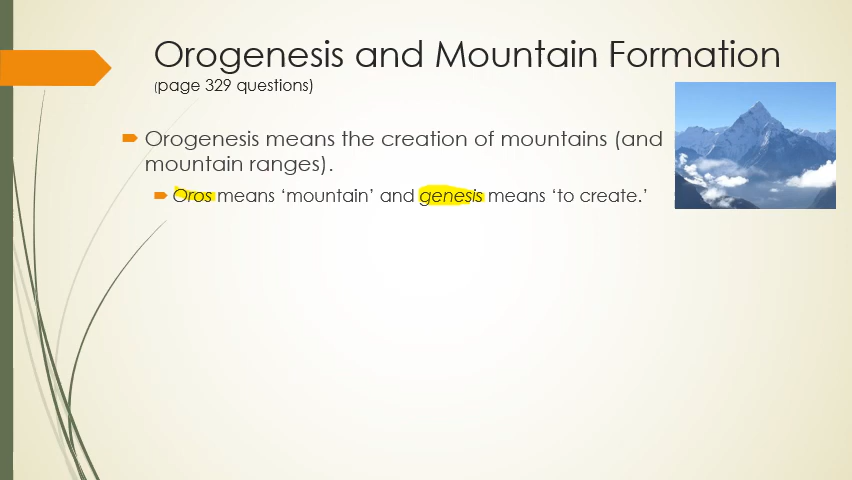 Orogenesis and Mountain Formation
(page 329 questions)
Orogenesis means the creation of mountains (and
mountain ranges).
Oros means ‘mountain’ and genesis means ‘to create.’